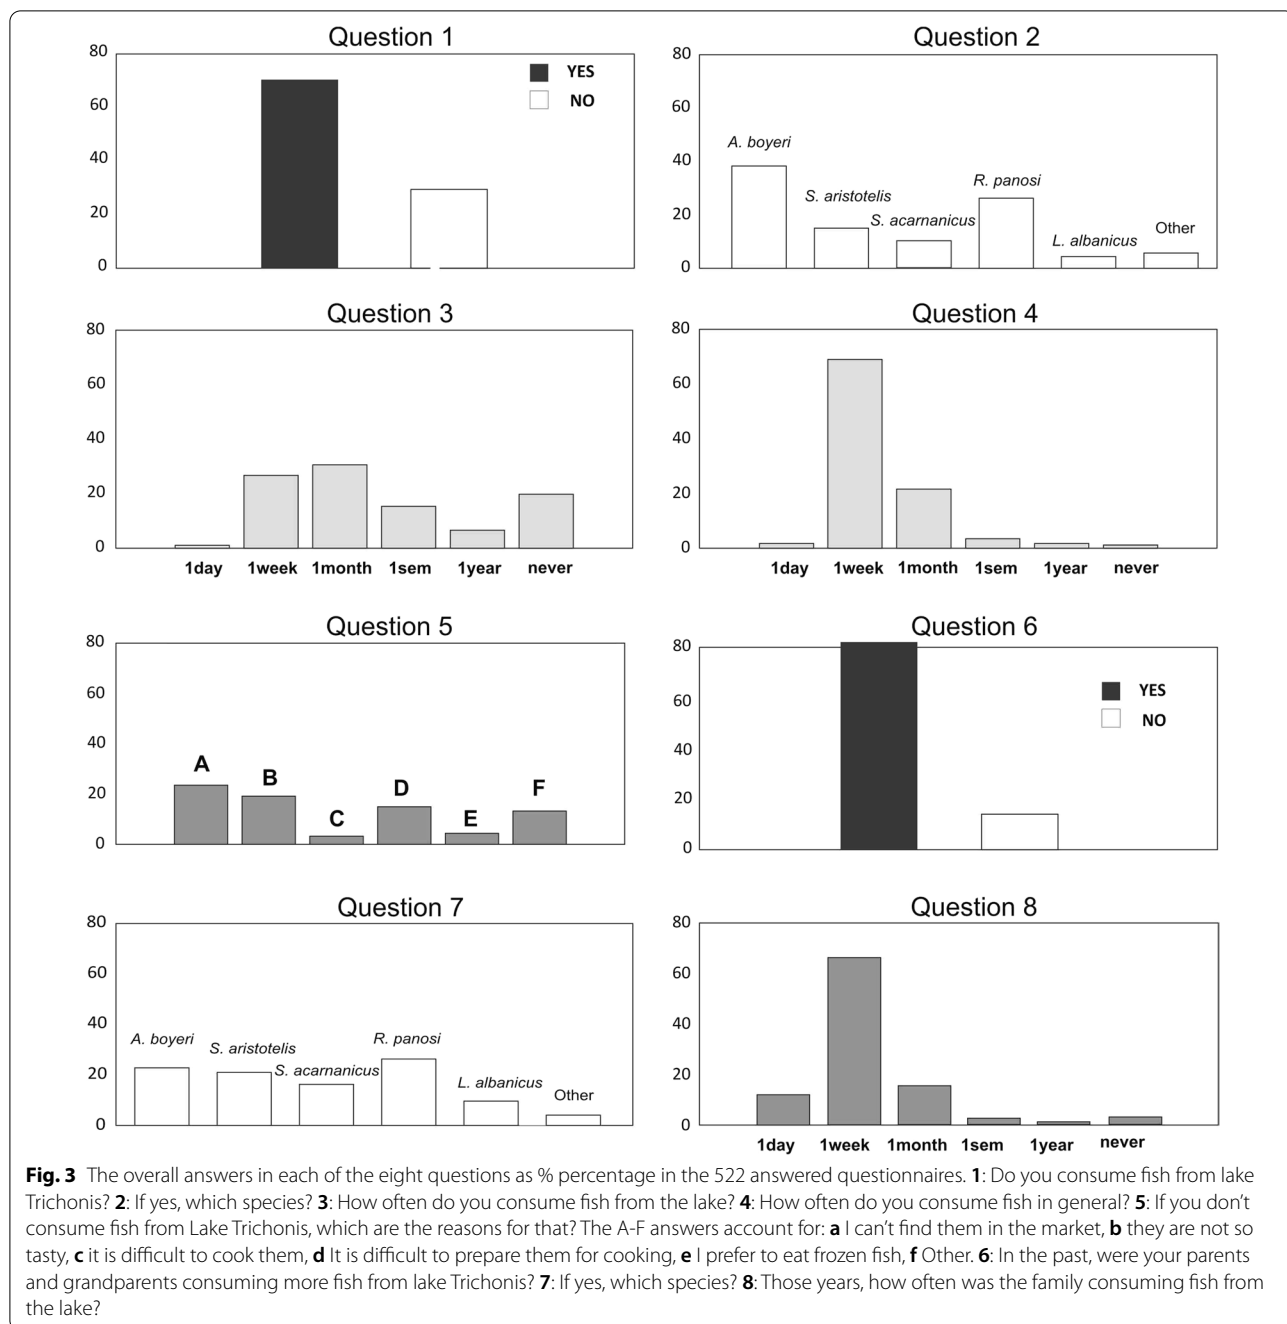 Question 1
80
60
40
20
0
YES
NO
Question 2
80
60
40
20
0
A. boyeri
S. aristotelis
S. acarnanicus
R. panosi
L. albanicus
Other
Question 3
80
60
40
20
0
1day 1week 1month 1sem 1year never
Question 4
80
60
40
20
0
1day 1week 1month 1sem 1year never
Question 5
80
60
40
20
0
A B C D E F
Question 6
80
60
40
20
0
YES
NO
Question 7
80
60
40
20
0
A. boyeri
S. aristotelis
S. acarnanicus
R. panosi
L. albanicus
Other
Question 8
80
60
40
20
0
1day 1week 1month 1sem 1year never
Fig. 3 The overall answers in each of the eight questions as % percentage in the 522 answered questionnaires. 1: Do you consume fish from lake
Trichonis? 2: If yes, which species? 3: How often do you consume fish from the lake? 4: How often do you consume fish in general? 5: If you don't
consume fish from Lake Trichonis, which are the reasons for that? The A-F answers account for: a I can't find them in the market, b they are not so
tasty, c it is difficult to cook them, d It is difficult to prepare them for cooking, e I prefer to eat frozen fish, f Other. 6: In the past, were your parents
and grandparents consuming more fish from lake Trichonis? 7: If yes, which species? 8: Those years, how often was the family consuming fish from
the lake?